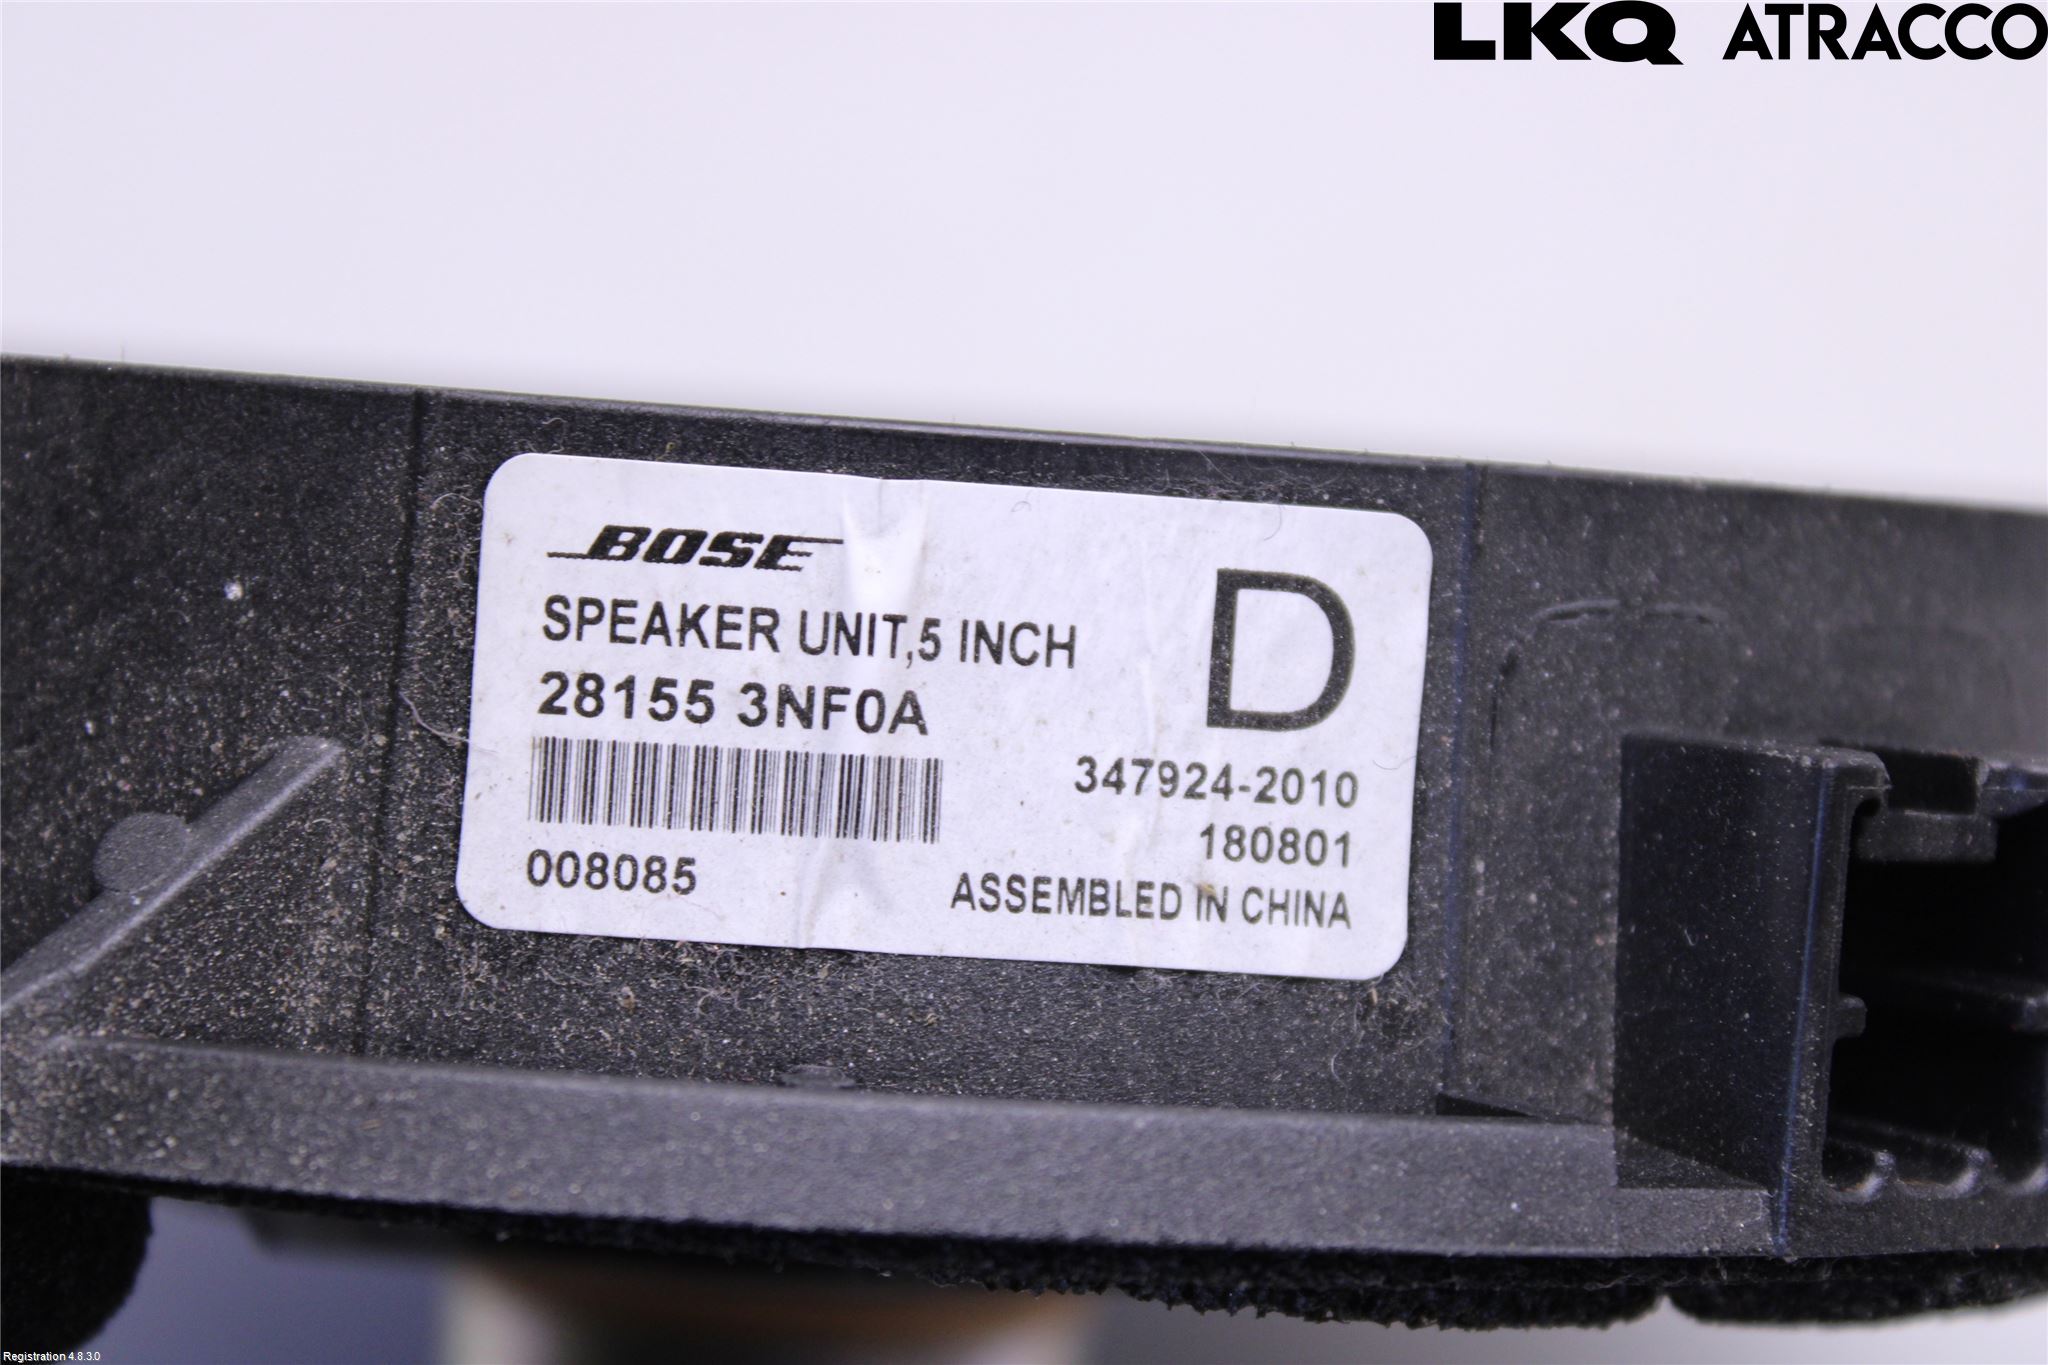 LKQ ATRACCO
BOSE
SPEAKER UNIT,5 INCH
28155 3NF0A
D
347924-2010
180801
008085
ASSEMBLED IN CHINA
Registration 4.8.3.0